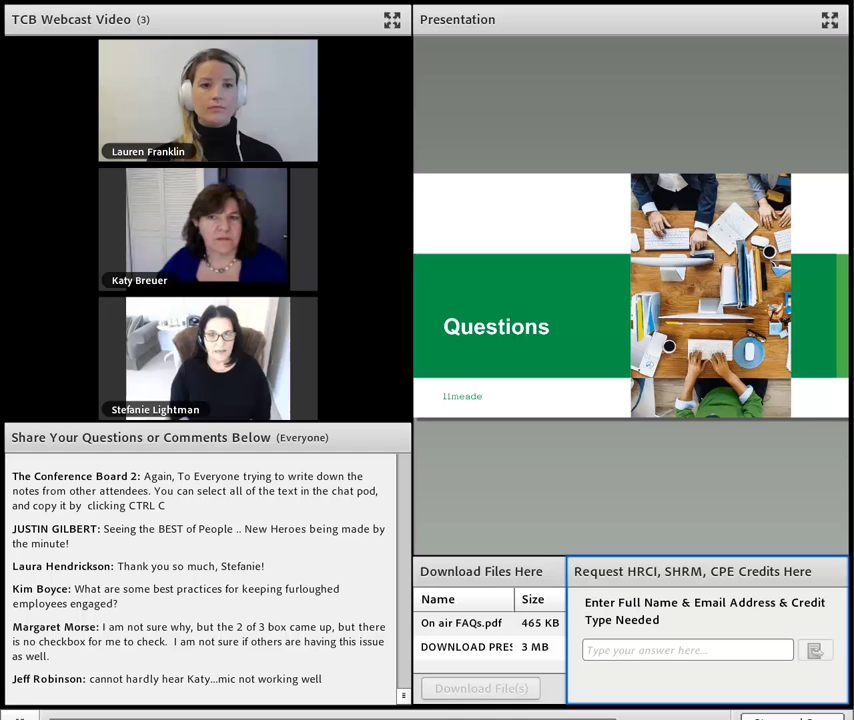 TCB Webcast Video (3)
Lauren Franklin
Katy Breuer
Stefanie Lightman
Share Your Questions or Comments Below (Everyone)
The Conference Board 2: Again, To Everyone trying to write down the
notes from other attendees. You can select all of the text in the chat pod,
and copy it by clicking CTRL C
JUSTIN GILBERT: Seeing the BEST of People .. New Heroes being made by
the minute!
Laura Hendrickson: Thank you so much, Stefanie!
Kim Boyce: What are some best practices for keeping furloughed
employees engaged?
Margaret Morse: I am not sure why, but the 2 of 3 box came up, but there
is no checkbox for me to check. I am not sure if others are having this issue
as well.
Jeff Robinson: cannot hardly hear Katy...mic not working well
Presentation
Questions
limeade
Download Files Here
Name Size
On air FAQs.pdf 465 KB
DOWNLOAD PRES 3 MB
Download File(s)
Request HRCI, SHRM, CPE Credits Here
Enter Full Name & Email Address & Credit
Type Needed
Type your answer here...